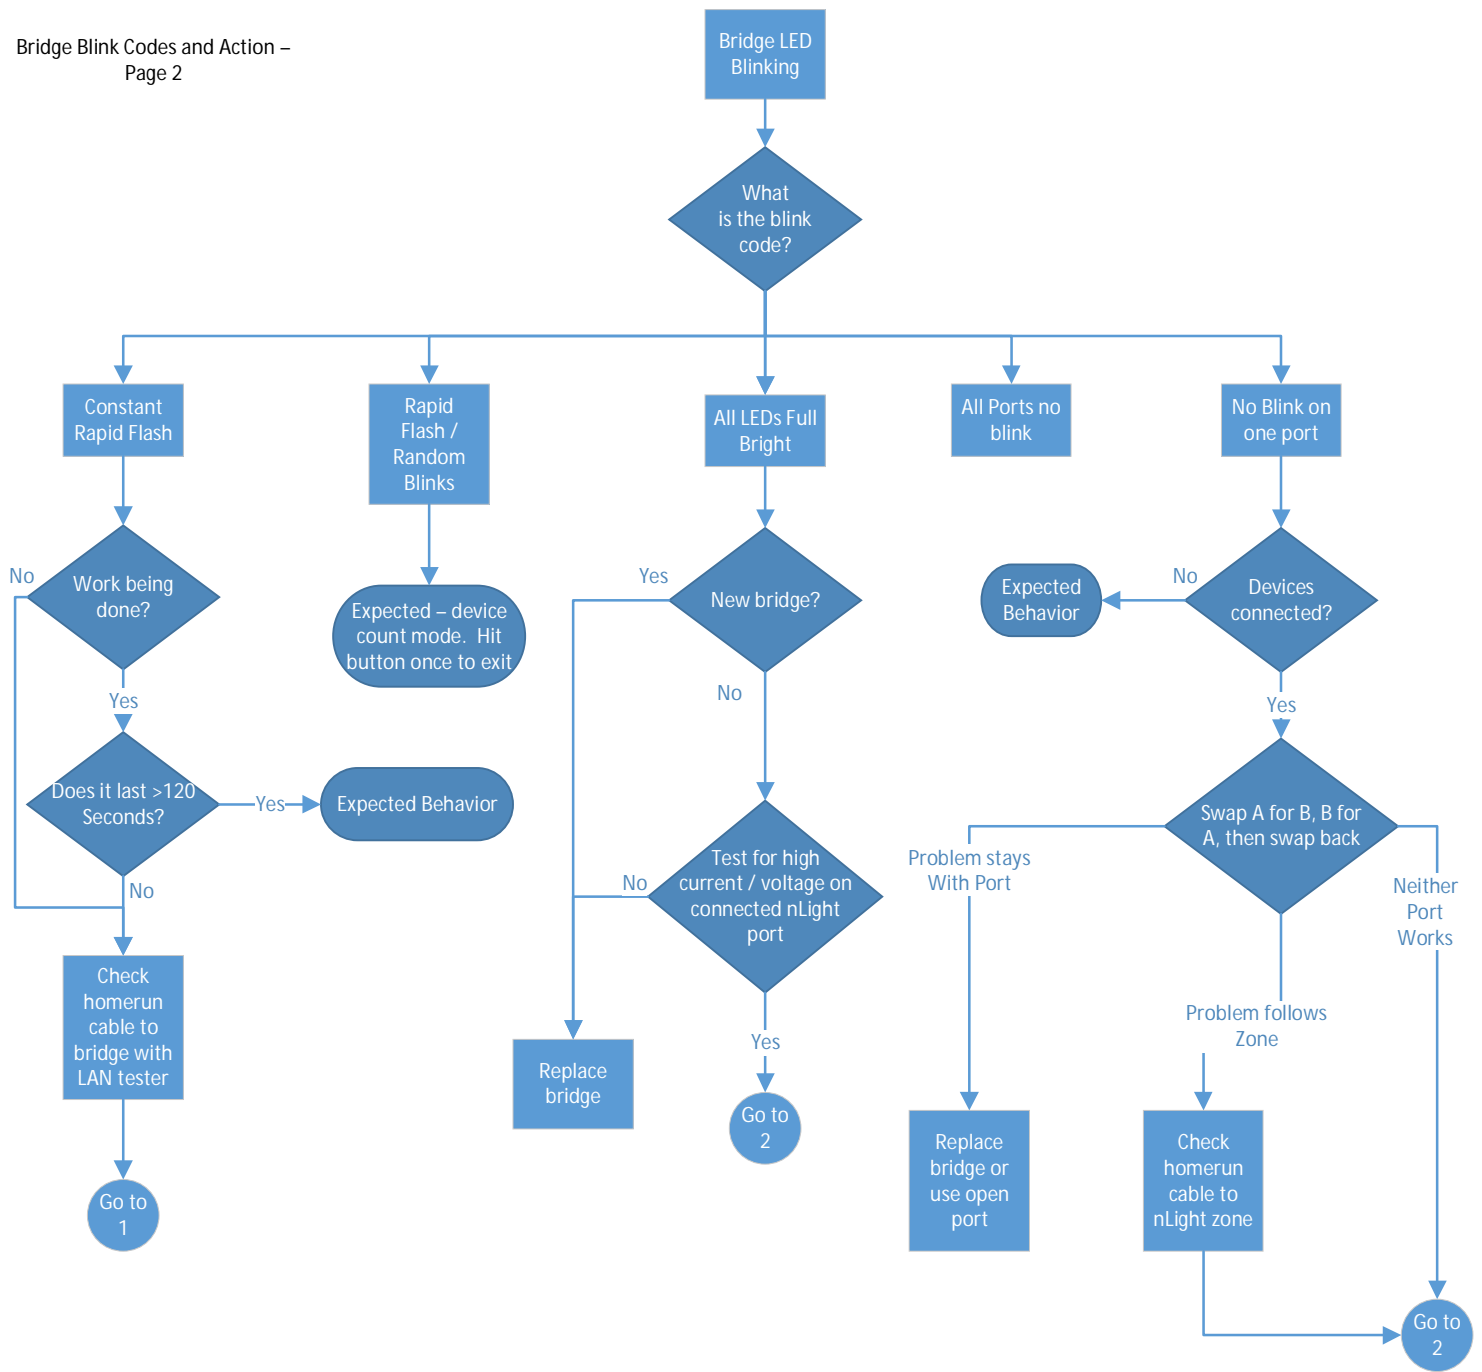 Bridge Blink Codes and Action –
Page 2
Bridge LED
Blinking
What
is the blink
code?
Constant
Rapid Flash
Rapid
Flash /
Random
Blinks
All LEDs Full
Bright
All Ports no
blink
No Blink on
one port
No
Work being
done?
Yes
Does it last >120
Seconds?
Yes
Expected Behavior
No
Check
homerun
cable to
bridge with
LAN tester
Go to
1
Expected – device
count mode.  Hit
button once to exit
Yes
New bridge?
No
Test for high
current / voltage on
connected nLight
port
No
Replace
bridge
Yes
Go to
2
Expected
Behavior
No
Devices
connected?
Yes
Swap A for B, B for
A, then swap back
Problem stays
With Port
Replace
bridge or
use open
port
Problem follows
Zone
Check
homerun
cable to
nLight zone
Neither
Port
Works
Go to
2